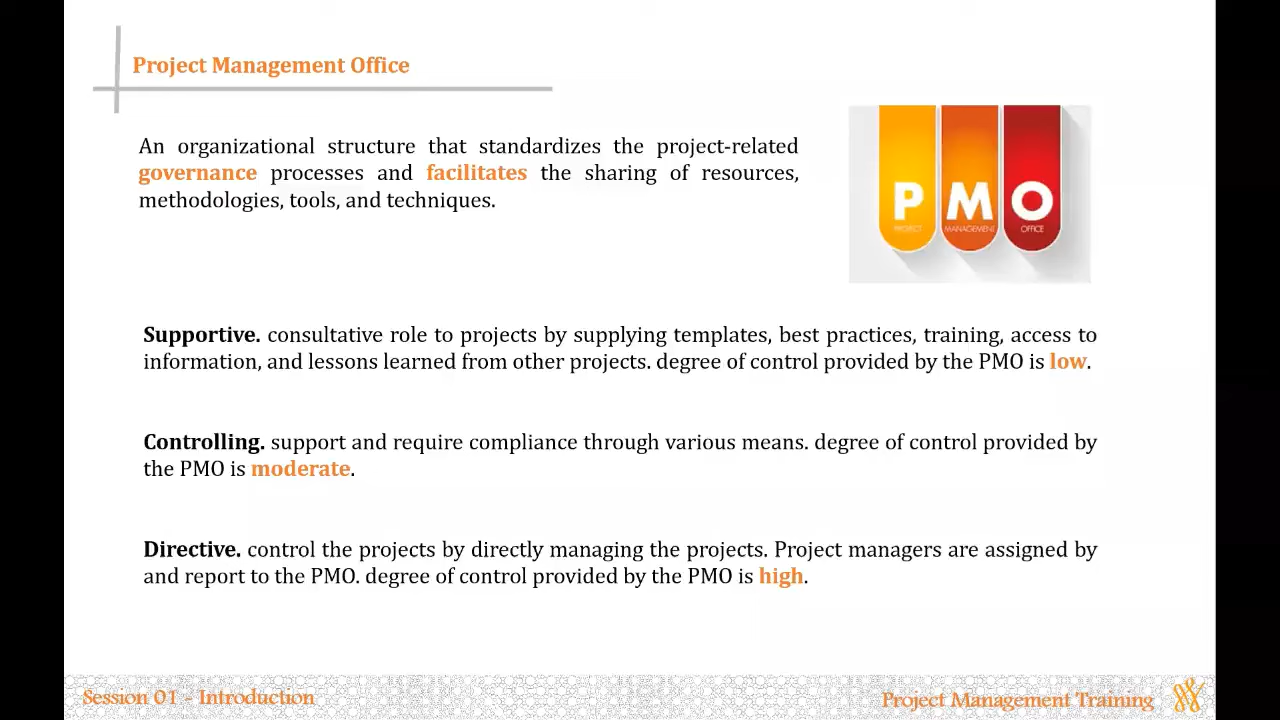 Project Management Office
An organizational structure that standardizes the project-related
governance processes and facilitates the sharing of resources,
methodologies, tools, and techniques.
P M O
PROJECT MANAGEMENT OFFICE
Supportive. consultative role to projects by supplying templates, best practices, training, access to
information, and lessons learned from other projects. degree of control provided by the PMO is low.
Controlling. support and require compliance through various means. degree of control provided by
the PMO is moderate.
Directive. control the projects by directly managing the projects. Project managers are assigned by
and report to the PMO. degree of control provided by the PMO is high.
Session 01 - Introduction
Project Management Training